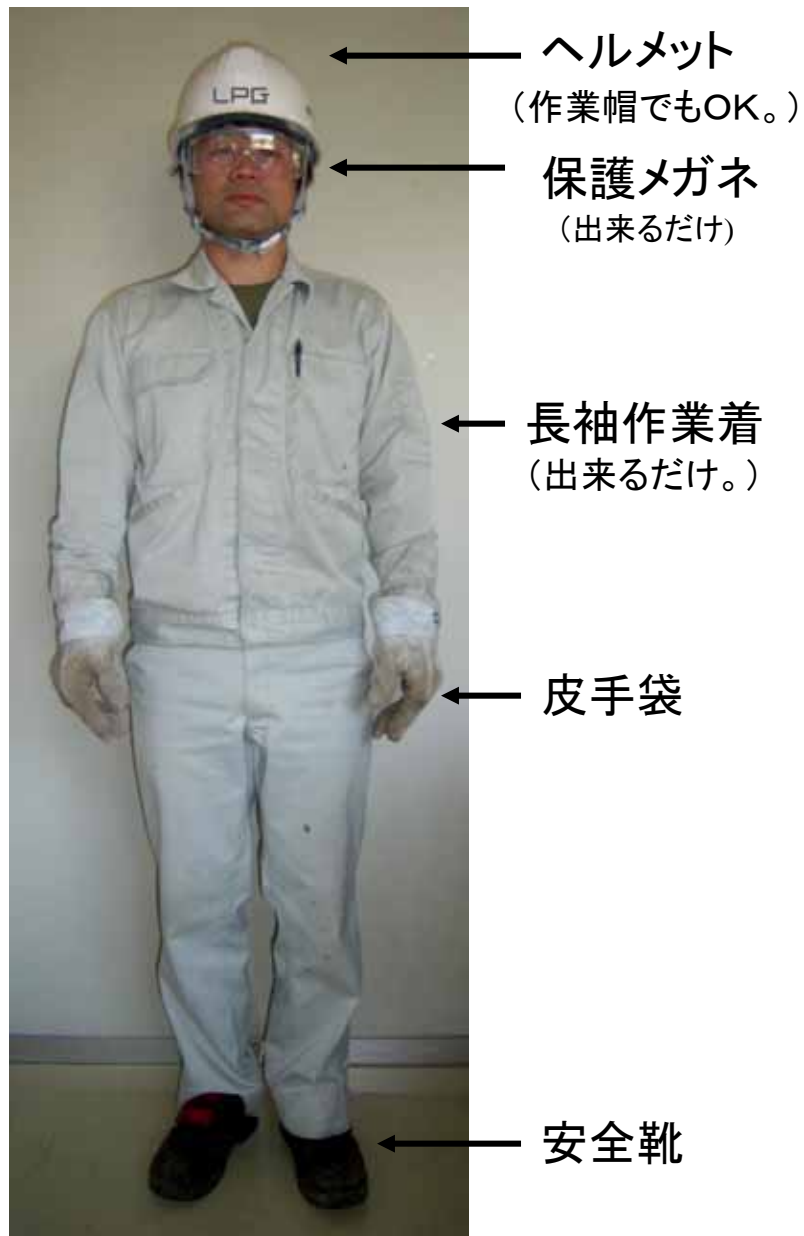 LPG
ヘルメット
（作業帽でもOK。）
保護メガネ
（出来るだけ)
長袖作業着
（出来るだけ。）
皮手袋
安全靴